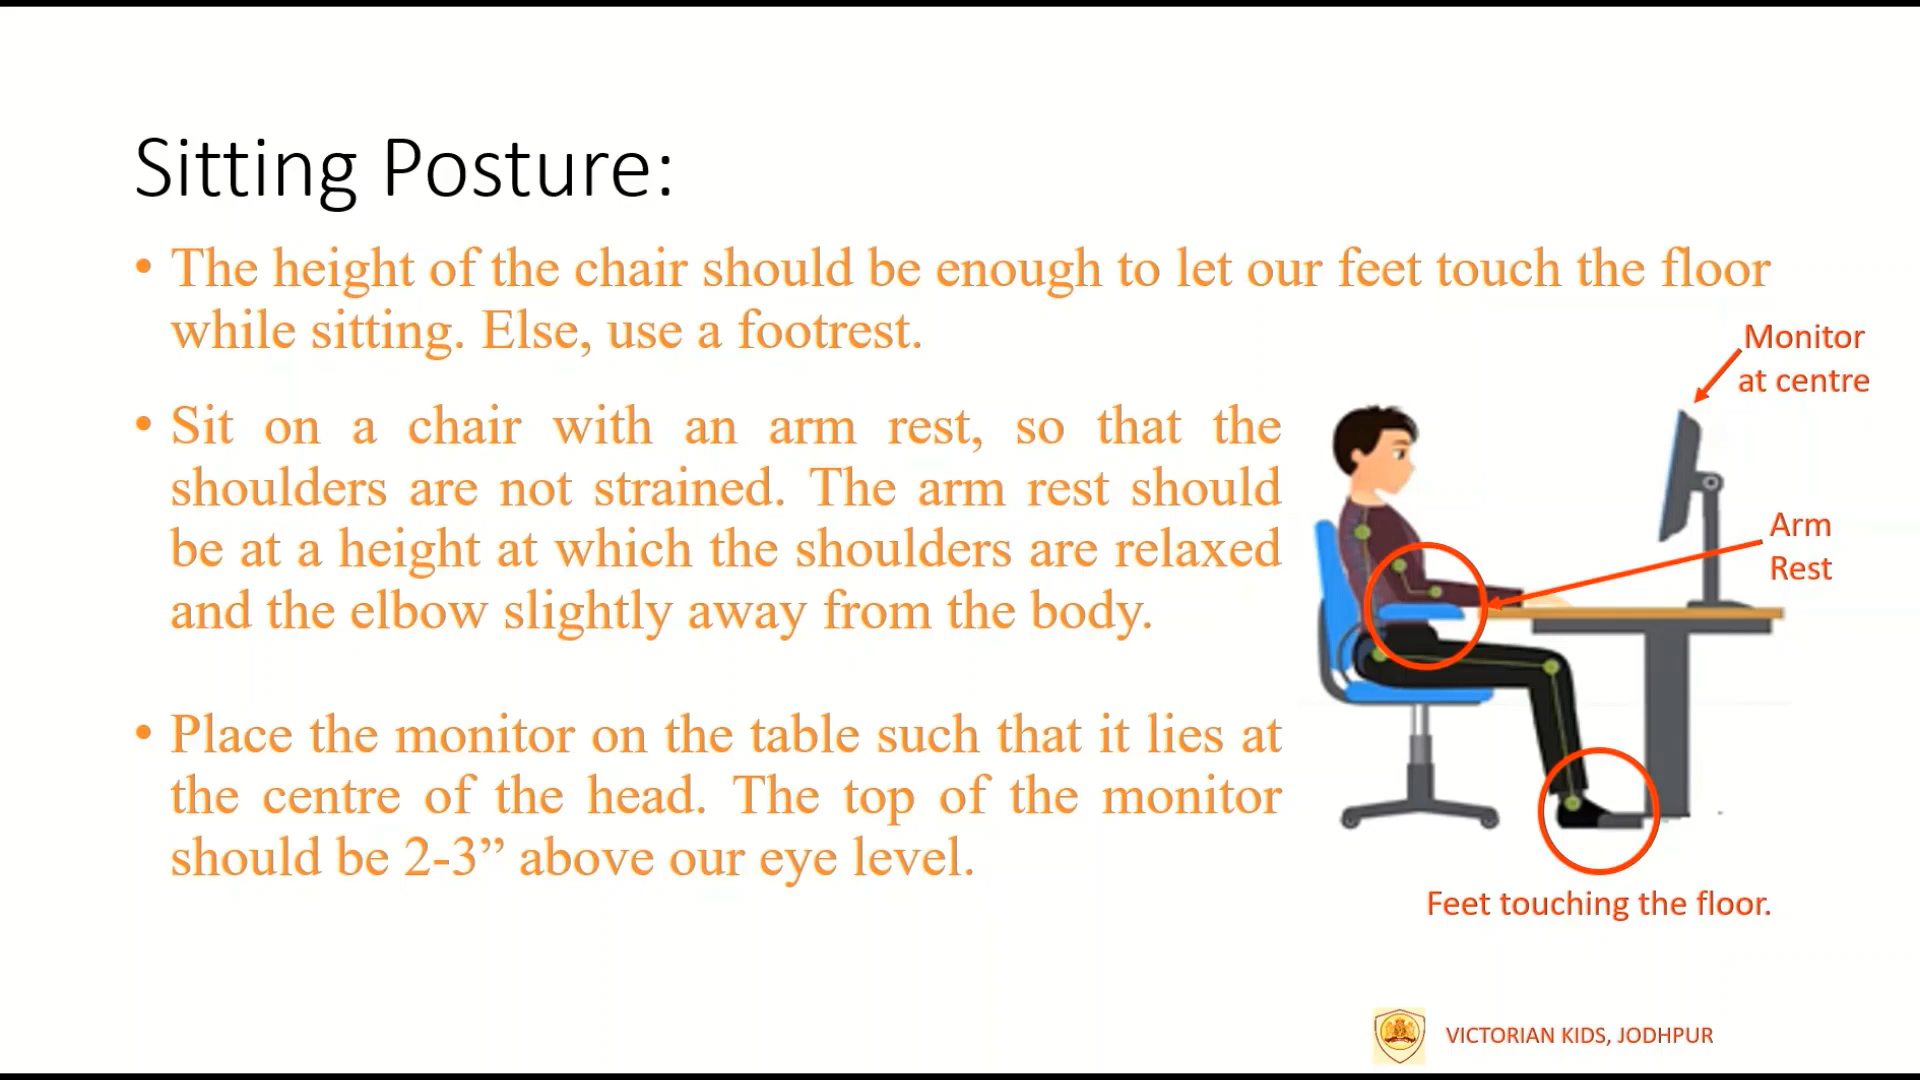 Sitting Posture:
• The height of the chair should be enough to let our feet touch the floor
while sitting. Else, use a footrest.
• Sit on a chair with an arm rest, so that the
shoulders are not strained. The arm rest should
be at a height at which the shoulders are relaxed
and the elbow slightly away from the body.
• Place the monitor on the table such that it lies at
the centre of the head. The top of the monitor
should be 2-3” above our eye level.
Monitor
at centre
Arm
Rest
Feet touching the floor.
VICTORIAN KIDS, JODHPUR